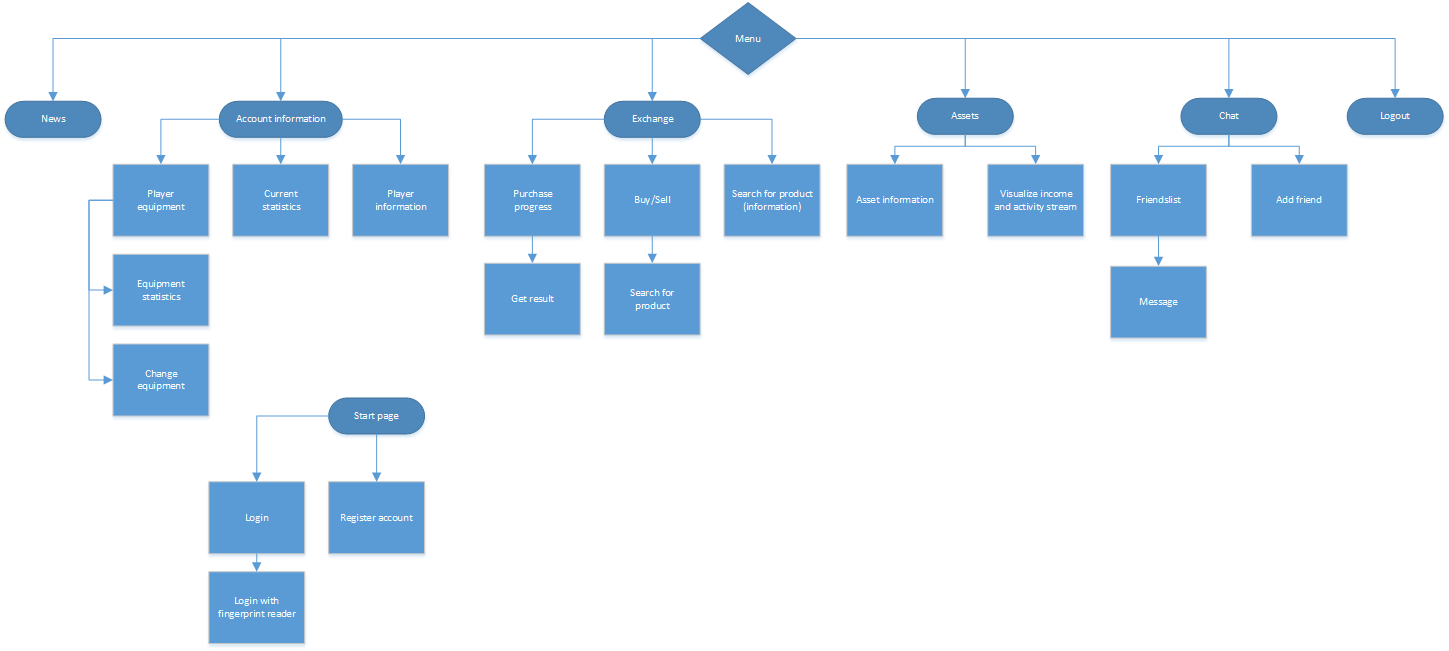 Menu
News
Account information
Exchange
Assets
Chat
Logout
Player
equipment
Current
statistics
Player
information
Purchase
progress
Buy/Sell
Search for product
(information)
Asset information
Visualize income
and activity stream
Friendslist
Add friend
Equipment
statistics
Get result
Search for
product
Message
Change
equipment
Start page
Login
Register account
Login with
fingerprint reader